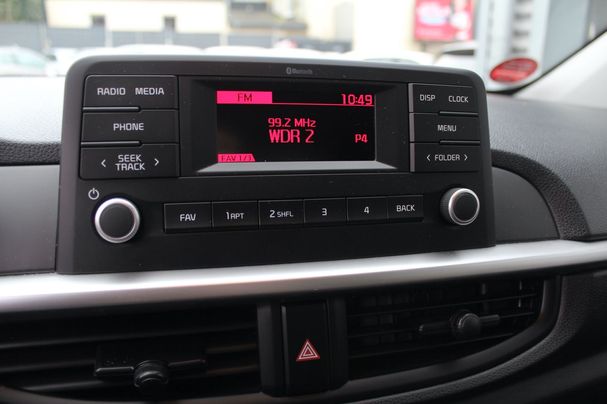 Bluetooth
RADIO MEDIA
FM 10:49
DISP CLOCK
PHONE
99.2 MHz
WDR 2 P4
MENU
SEEK
TRACK
FAV 1/3
FOLDER
FAV 1 RPT 2 SHFL 3 4 BACK